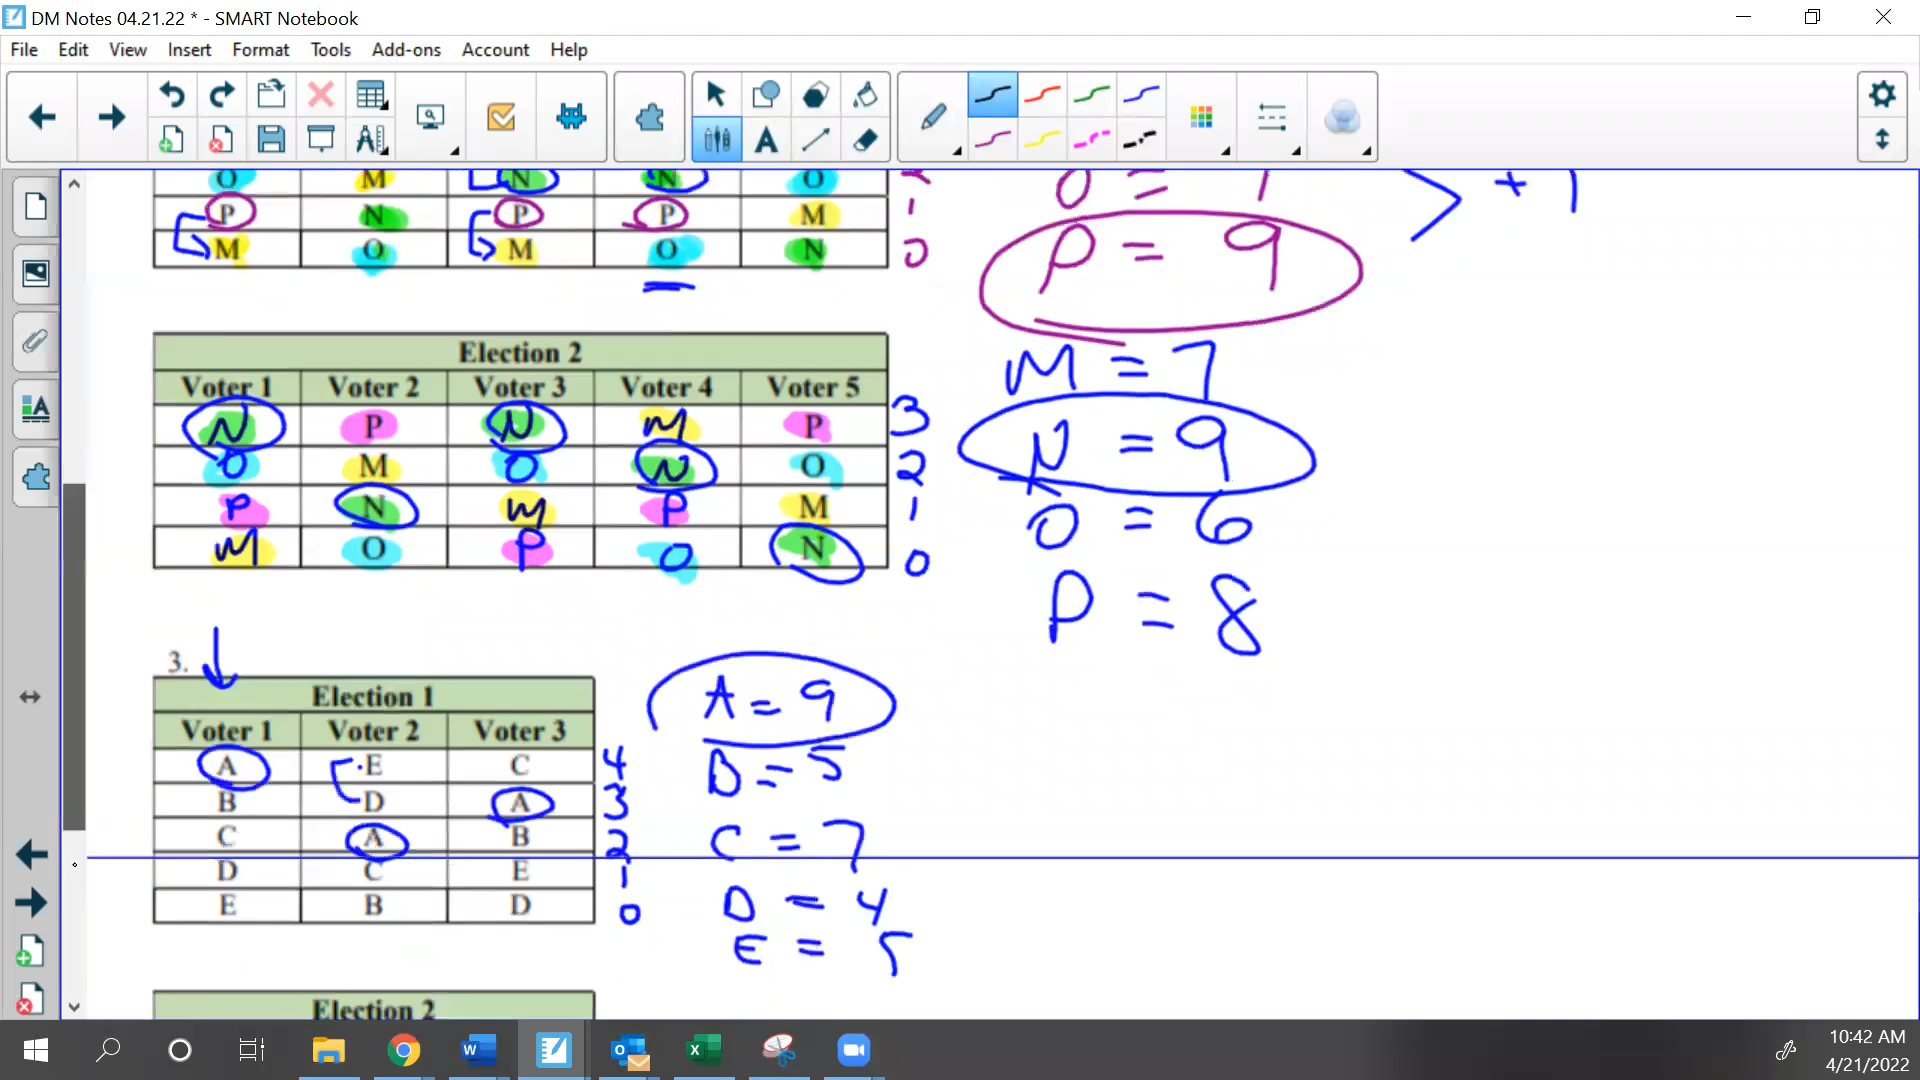 DM Notes 04.21.22 * - SMART Notebook
File Edit View Insert Format Tools Add-ons Account Help
O M N N O
P N P P M 1
M O M O N 0
O = 1
+ 1
P = 9
Election 2
Voter 1 Voter 2 Voter 3 Voter 4 Voter 5
N P N M P 3
O M O N O 2
P N M P M 1
M O P O N 0
M = 7
N = 9
O = 6
P = 8
3.
Election 1
Voter 1 Voter 2 Voter 3
A E C 4
B D A 3
C A B 2
D C E 1
E B D 0
A = 9
B = 5
C = 7
D = 4
E = 5
Election 2
10:42 AM
4/21/2022